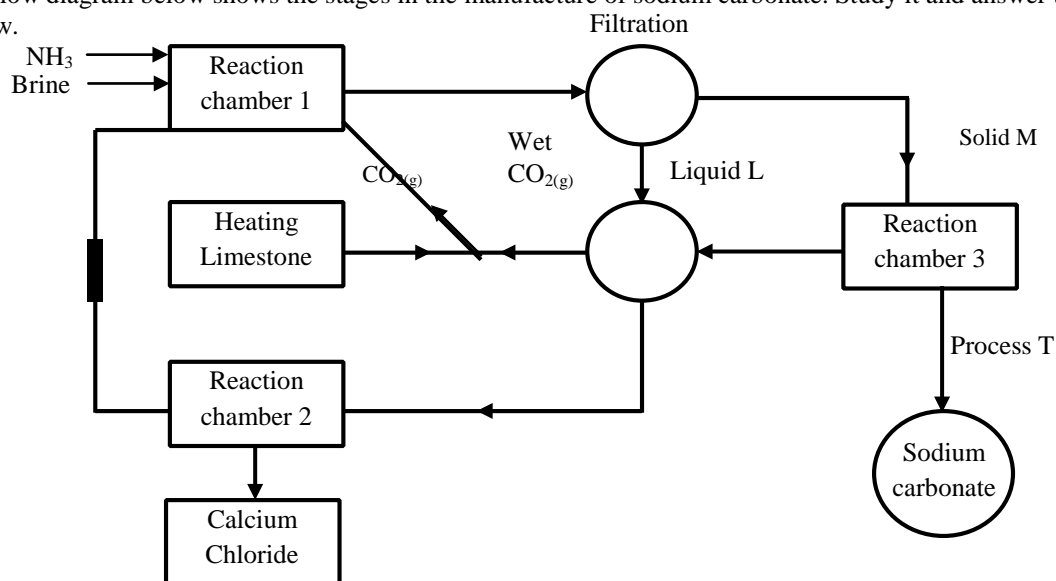 low diagram below shows the stages in the manufacture of sodium carbonate. Study it and answer
w.
Filtration
NH₃
Brine
Reaction
chamber 1
Wet
CO₂(g)
CO₂(g)
Liquid L
Solid M
Heating
Limestone
Reaction
chamber 3
Process T
Reaction
chamber 2
Sodium
carbonate
Calcium
Chloride